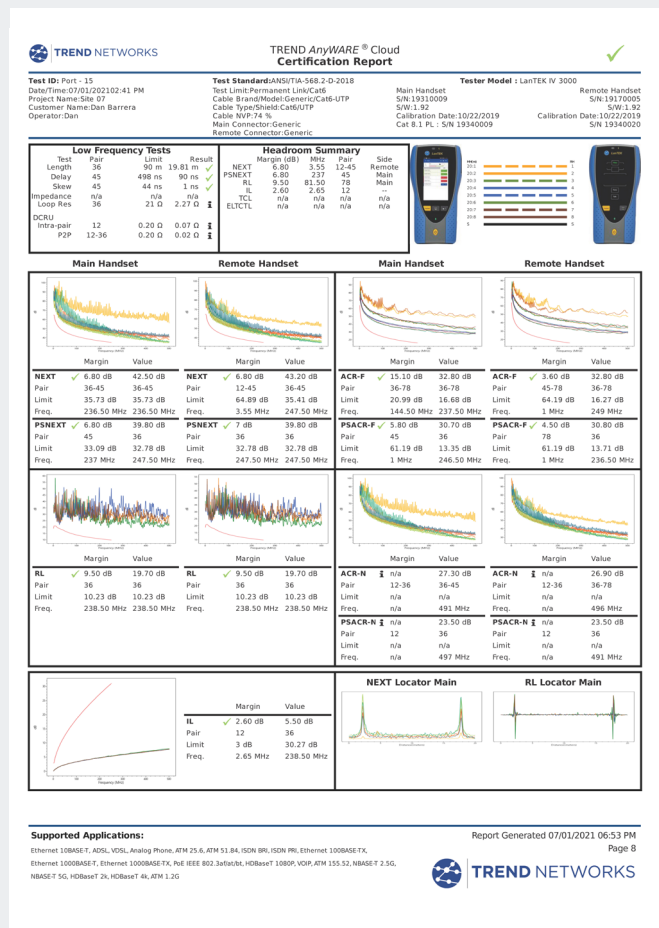 TREND NETWORKS
TREND AnyWARE ® Cloud
Certification Report
Test ID: Port - 15
Date/Time:07/01/202102:41 PM
Project Name:Site 07
Customer Name:Dan Barrera
Operator:Dan
Test Standard:ANSI/TIA-568.2-D-2018
Test Limit:Permanent Link/Cat6
Cable Brand/Model:Generic/Cat6-UTP
Cable Type/Shield:Cat6/UTP
Cable NVP:74 %
Main Connector:Generic
Remote Connector:Generic
Tester Model : LanTEK IV 3000
Main Handset Remote Handset
S/N:19310009 S/N:19170005
S/W:1.92 S/W:1.92
Calibration Date:10/22/2019 Calibration Date:10/22/2019
Cat 8.1 PL : S/N 19340009 S/N 19340020
Low Frequency Tests
Test Pair Limit Result
Length 36 90 m 19.81 m
Delay 45 498 ns 90 ns
Skew 45 44 ns 1 ns
Impedance n/a n/a n/a
Loop Res 36 21 Ω 2.27 Ω
DCRU
Intra-pair 12 0.20 Ω 0.07 Ω
P2P 12-36 0.20 Ω 0.02 Ω
Headroom Summary
Margin (dB) MHz Pair Side
NEXT 6.80 3.55 12-45 Remote
PSNEXT 6.80 237 45 Main
RL 9.50 81.50 78 Main
IL 2.60 2.65 12 --
TCL n/a n/a n/a n/a
ELTCTL n/a n/a n/a n/a
Main Handset Remote Handset Main Handset Remote Handset
Margin Value Margin Value Margin Value Margin Value
NEXT 6.80 dB 42.50 dB NEXT 6.80 dB 43.20 dB ACR-F 15.10 dB 32.80 dB ACR-F 3.60 dB 32.80 dB
Pair 36-45 36-45 Pair 12-45 36-45 Pair 36-78 36-78 Pair 45-78 36-78
Limit 35.73 dB 35.73 dB Limit 64.89 dB 35.41 dB Limit 20.99 dB 16.68 dB Limit 64.19 dB 16.27 dB
Freq. 236.50 MHz 236.50 MHz Freq. 3.55 MHz 247.50 MHz Freq. 144.50 MHz 237.50 MHz Freq. 1 MHz 249 MHz
PSNEXT 6.80 dB 39.80 dB PSNEXT 7 dB 39.80 dB PSACR-F 5.80 dB 30.70 dB PSACR-F 4.50 dB 30.80 dB
Pair 45 36 Pair 36 36 Pair 45 36 Pair 78 36
Limit 33.09 dB 32.78 dB Limit 32.78 dB 32.78 dB Limit 61.19 dB 13.35 dB Limit 61.19 dB 13.71 dB
Freq. 237 MHz 247.50 MHz Freq. 247.50 MHz 247.50 MHz Freq. 1 MHz 246.50 MHz Freq. 1 MHz 236.50 MHz
Margin Value Margin Value Margin Value Margin Value
RL 9.50 dB 19.70 dB RL 9.50 dB 19.70 dB ACR-N n/a 27.30 dB ACR-N n/a 26.90 dB
Pair 36 36 Pair 36 36 Pair 12-36 36-45 Pair 12-36 36-78
Limit 10.23 dB 10.23 dB Limit 10.23 dB 10.23 dB Limit n/a n/a Limit n/a n/a
Freq. 238.50 MHz 238.50 MHz Freq. 238.50 MHz 238.50 MHz Freq. n/a 491 MHz Freq. n/a 496 MHz
PSACR-N n/a 23.50 dB PSACR-N n/a 23.50 dB
Pair 12 36 Pair 12 36
Limit n/a n/a Limit n/a n/a
Freq. n/a 497 MHz Freq. n/a 491 MHz
Margin Value
IL 2.60 dB 5.50 dB
Pair 12 36
Limit 3 dB 30.27 dB
Freq. 2.65 MHz 238.50 MHz
NEXT Locator Main RL Locator Main
Supported Applications:
Ethernet 10BASE-T, ADSL, VDSL, Analog Phone, ATM 25.6, ATM 51.84, ISDN BRI, ISDN PRI, Ethernet 100BASE-TX,
Ethernet 1000BASE-T, Ethernet 1000BASE-TX, PoE IEEE 802.3af/at/bt, HDBaseT 1080P, VOIP, ATM 155.52, NBASE-T 2.5G,
NBASE-T 5G, HDBaseT 2k, HDBaseT 4k, ATM 1.2G
Report Generated 07/01/2021 06:53 PM
Page 8
TREND NETWORKS